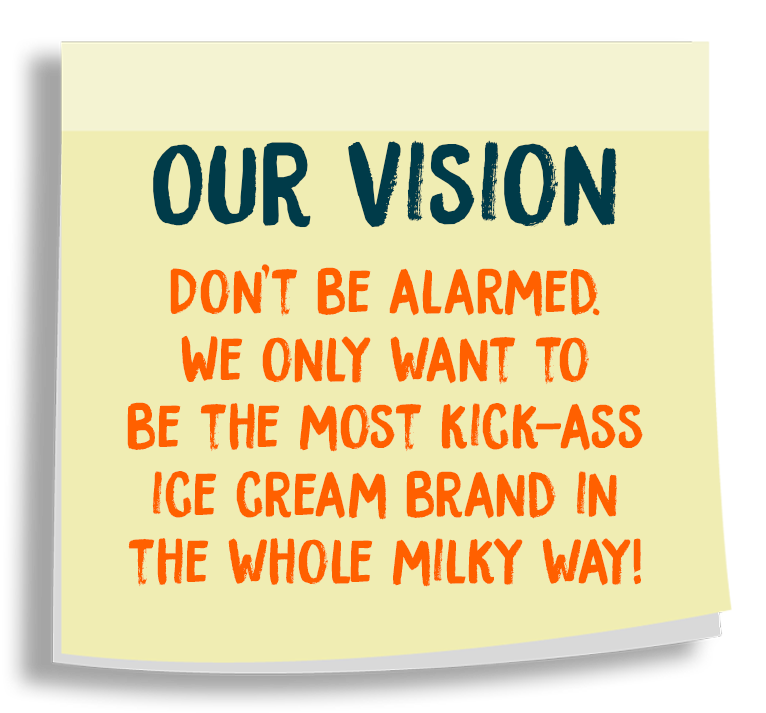 OUR VISION
DON'T BE ALARMED.
WE ONLY WANT TO
BE THE MOST KICK-ASS
ICE CREAM BRAND IN
THE WHOLE MILKY WAY!